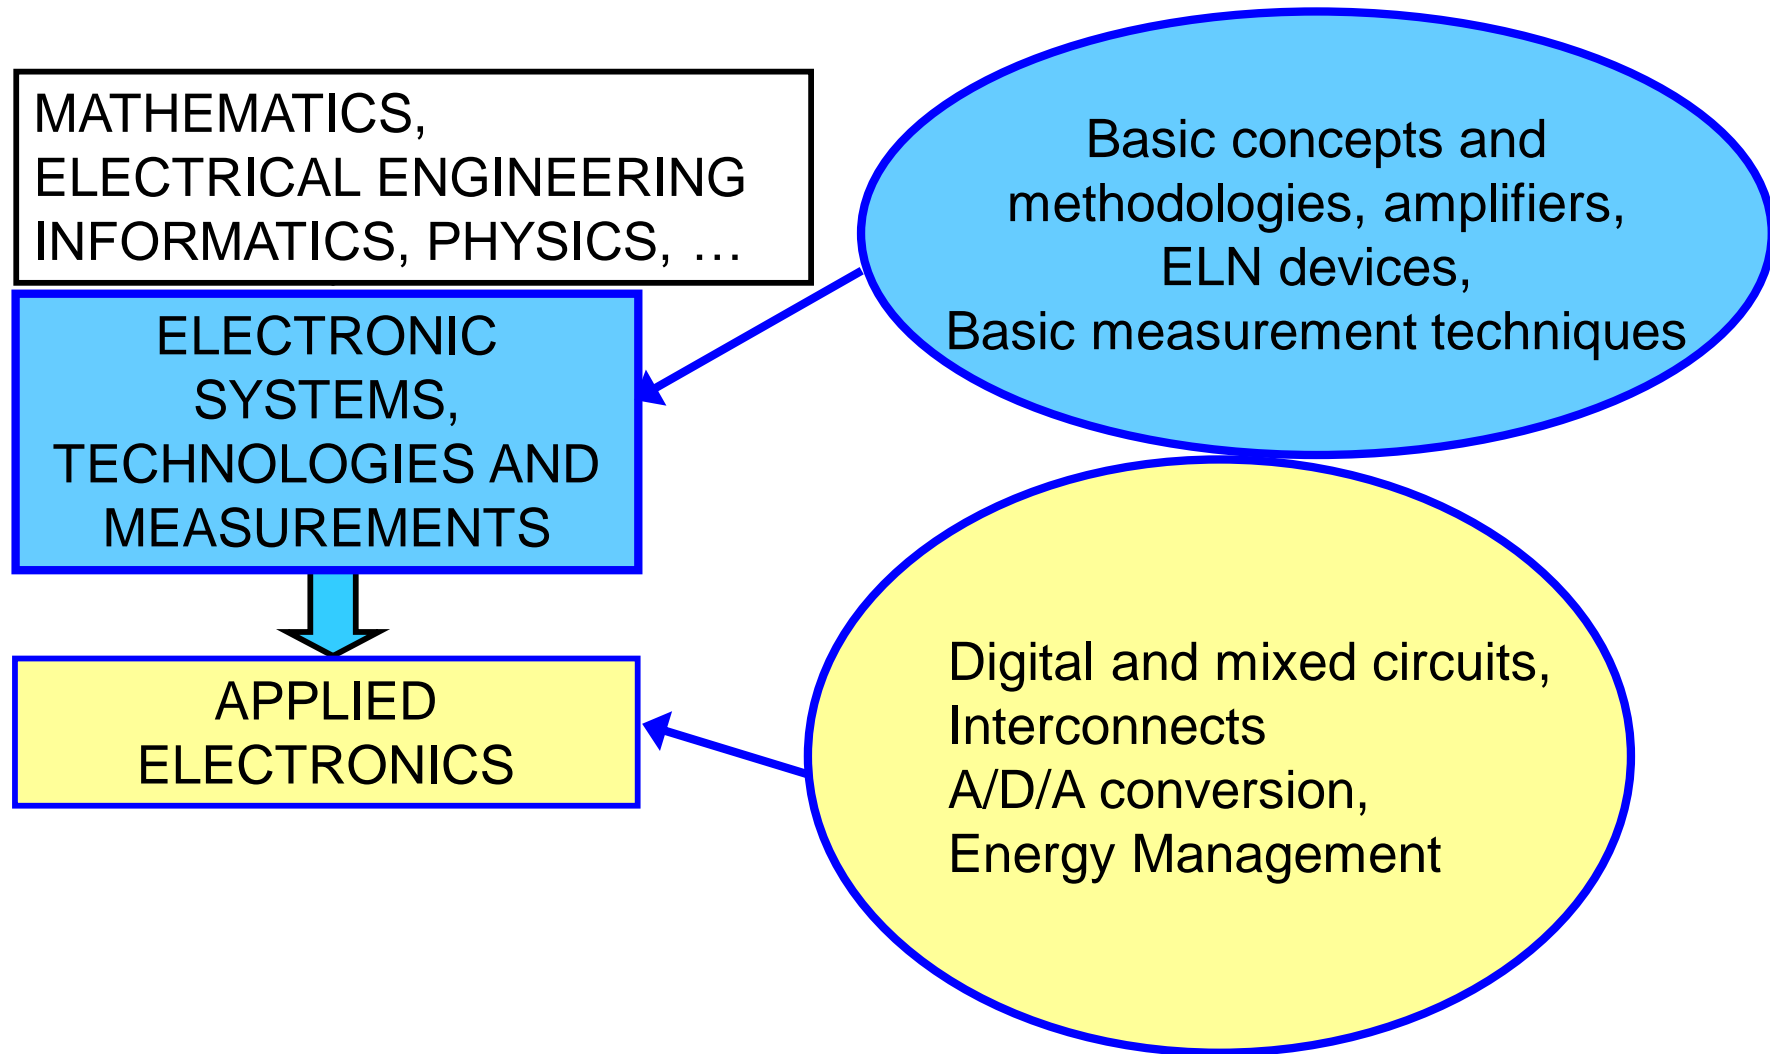 MATHEMATICS,
ELECTRICAL ENGINEERING
INFORMATICS, PHYSICS, …
ELECTRONIC
SYSTEMS,
TECHNOLOGIES AND
MEASUREMENTS
APPLIED
ELECTRONICS
Basic concepts and
methodologies, amplifiers,
ELN devices,
Basic measurement techniques
Digital and mixed circuits,
Interconnects
A/D/A conversion,
Energy Management